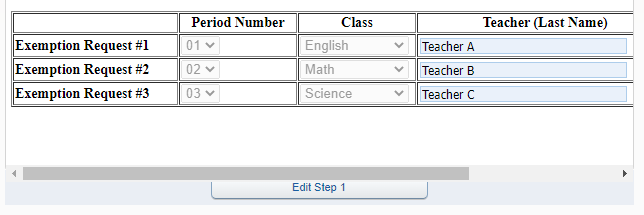 Period Number Class Teacher (Last Name)
Exemption Request #1 01 English Teacher A
Exemption Request #2 02 Math Teacher B
Exemption Request #3 03 Science Teacher C
Edit Step 1